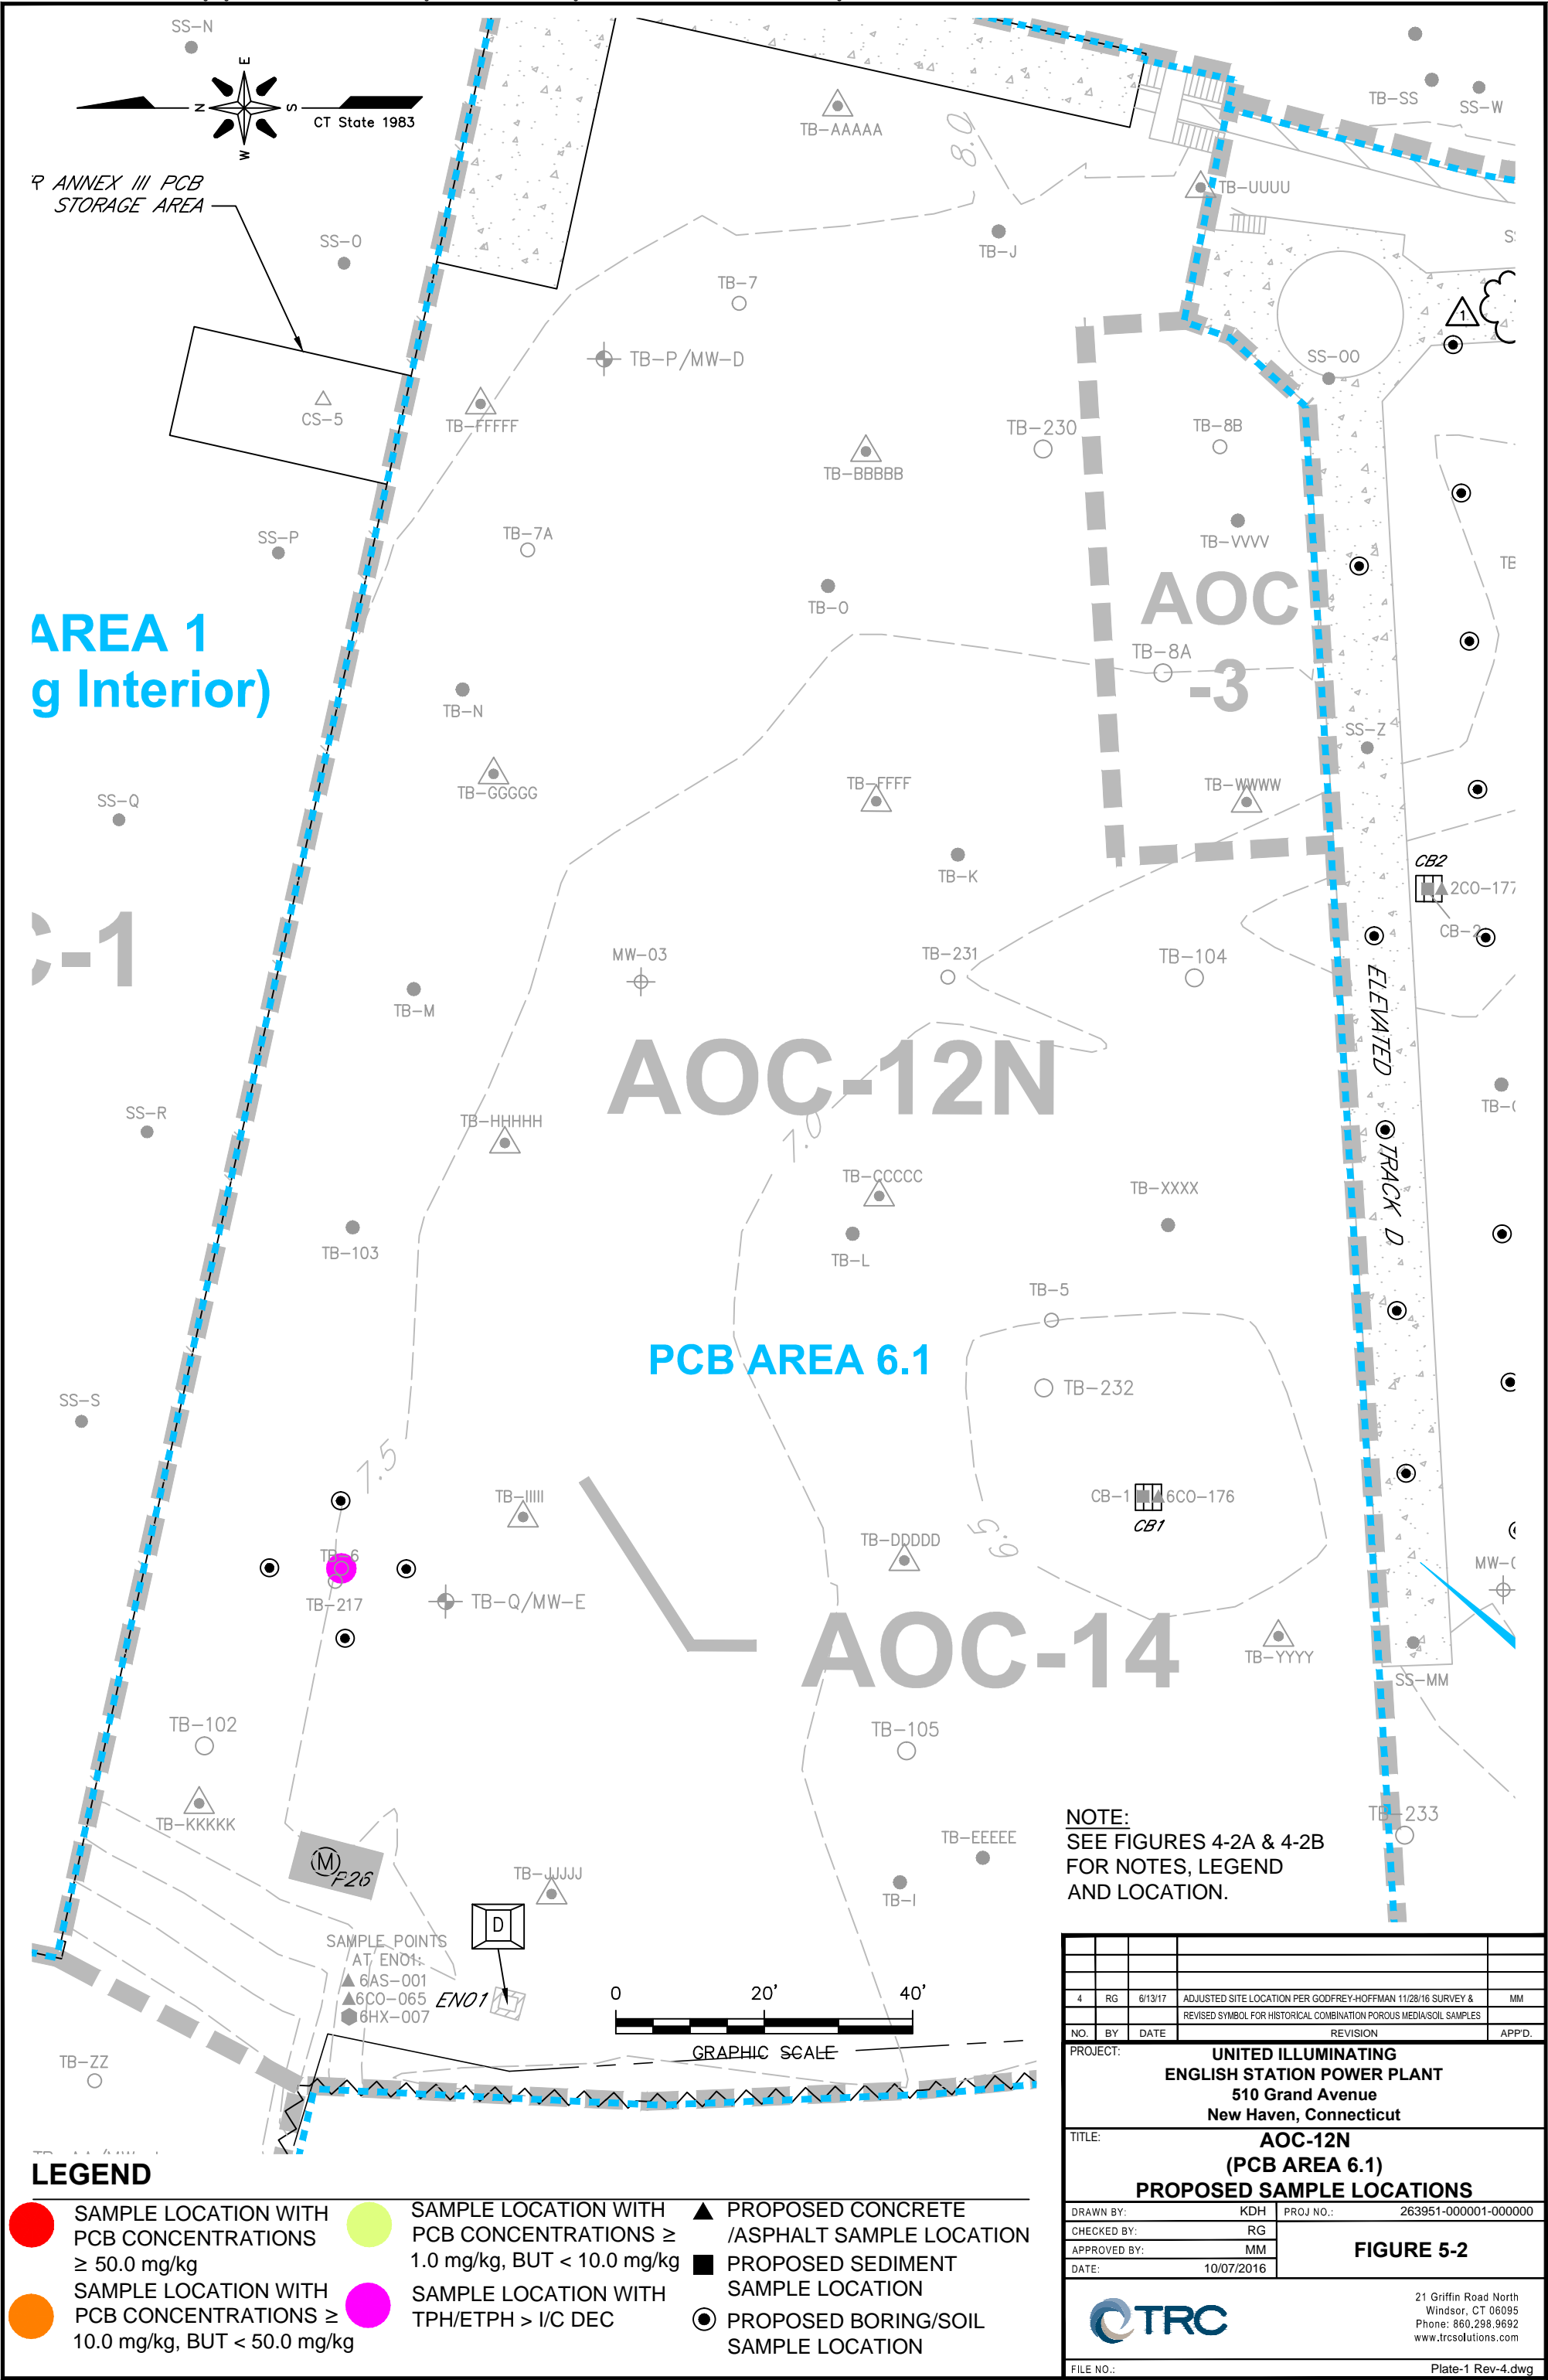 SS-N
E
N
S
W
CT State 1983
'R ANNEX III PCB
STORAGE AREA
TB-AAAAA
8.0
TB-SS
SS-W
TB-UUUU
SS-O
TB-J
TB-7
1
TB-P/MW-D
SS-OO
CS-5
TB-FFFFF
TB-230
TB-8B
TB-BBBBB
SS-P
TB-7A
TB-VVVV
TB-O
AOC
-3
AREA 1
g Interior)
TB-8A
TB-N
SS-Z
TB-GGGGG
TB-FFFF
TB-WWWW
SS-Q
TB-K
CB2
2CO-177
CB-2
-1
MW-03
TB-231
TB-104
TB-M
ELEVATED TRACK D
AOC-12N
SS-R
TB-HHHHH
7.0
TB-CCCCC
TB-XXXX
TB-103
TB-L
TB-5
PCB AREA 6.1
TB-232
SS-S
7.5
TB-IIIII
CB-1
6CO-176
CB1
TB-6
TB-DDDDD
6.5
TB-217
TB-Q/MW-E
AOC-14
TB-YYYY
SS-MM
TB-102
TB-105
TB-KKKKK
TB-233
TB-EEEEE
M
P26
TB-JJJJJ
TB-I
NOTE:
SEE FIGURES 4-2A & 4-2B
FOR NOTES, LEGEND
AND LOCATION.
D
SAMPLE POINTS
AT EN01:
6AS-001
6CO-065
6HX-007
EN01
0 20' 40'
GRAPHIC SCALE
TB-ZZ
4 RG 6/13/17 ADJUSTED SITE LOCATION PER GODFREY-HOFFMAN 11/28/16 SURVEY & MM
REVISED SYMBOL FOR HISTORICAL COMBINATION POROUS MEDIA/SOIL SAMPLES
NO. BY DATE REVISION APP'D.
PROJECT:
UNITED ILLUMINATING
ENGLISH STATION POWER PLANT
510 Grand Avenue
New Haven, Connecticut
TITLE:
AOC-12N
(PCB AREA 6.1)
PROPOSED SAMPLE LOCATIONS
DRAWN BY: KDH PROJ NO.: 263951-000001-000000
CHECKED BY: RG
APPROVED BY: MM
DATE: 10/07/2016
FIGURE 5-2
TRC
21 Griffin Road North
Windsor, CT 06095
Phone: 860.298.9692
www.trcsolutions.com
FILE NO.: Plate-1 Rev-4.dwg
LEGEND
SAMPLE LOCATION WITH
PCB CONCENTRATIONS
≥ 50.0 mg/kg
SAMPLE LOCATION WITH
PCB CONCENTRATIONS ≥
10.0 mg/kg, BUT < 50.0 mg/kg
SAMPLE LOCATION WITH
PCB CONCENTRATIONS ≥
1.0 mg/kg, BUT < 10.0 mg/kg
SAMPLE LOCATION WITH
TPH/ETPH > I/C DEC
PROPOSED CONCRETE
/ASPHALT SAMPLE LOCATION
PROPOSED SEDIMENT
SAMPLE LOCATION
PROPOSED BORING/SOIL
SAMPLE LOCATION